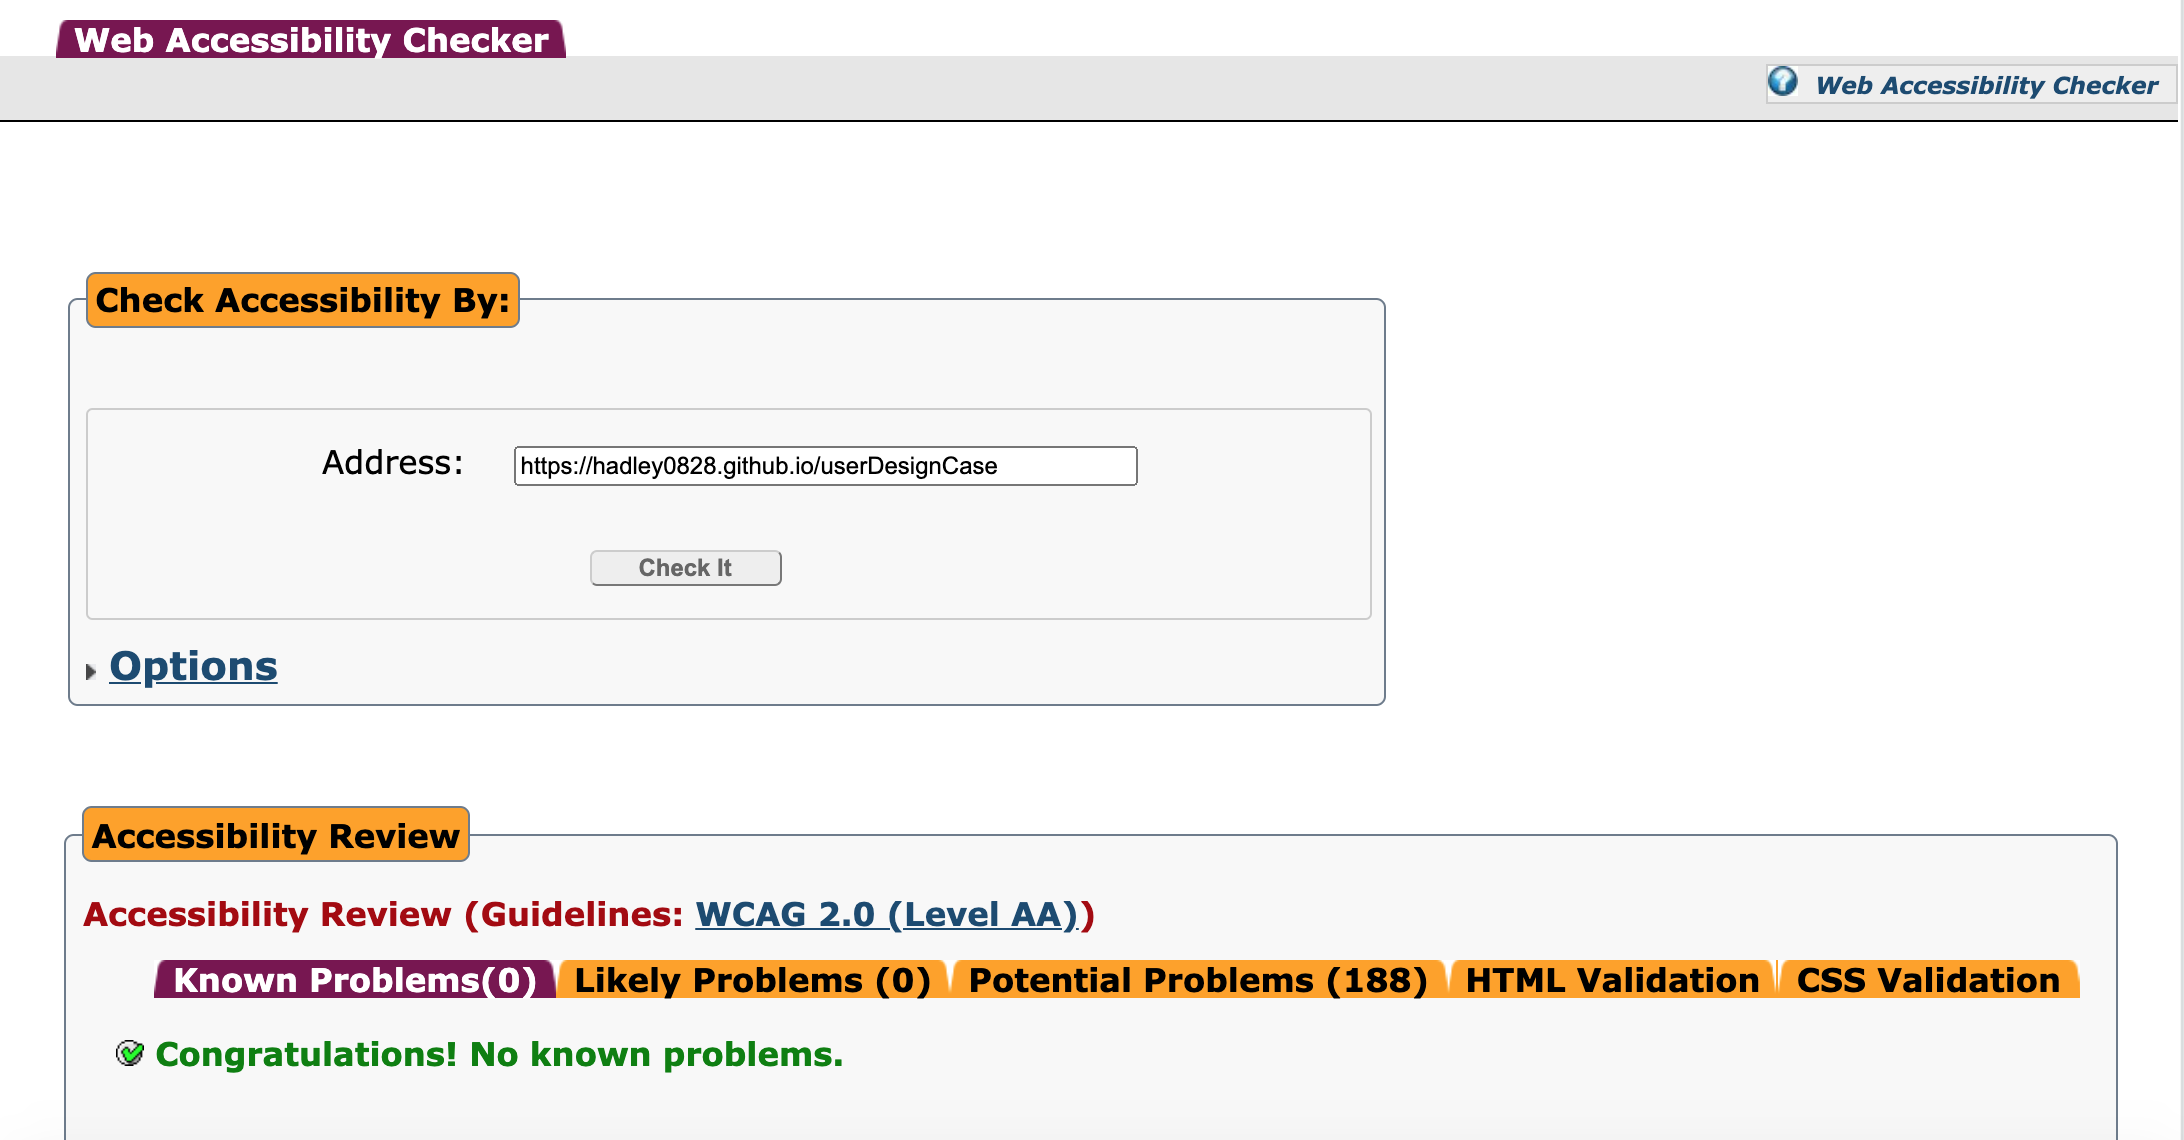 Web Accessibility Checker
Web Accessibility Checker
Check Accessibility By:
Address: https://hadley0828.github.io/userDesignCase
Check It
Options
Accessibility Review
Accessibility Review (Guidelines: WCAG 2.0 (Level AA))
Known Problems(0) Likely Problems (0) Potential Problems (188) HTML Validation CSS Validation
Congratulations! No known problems.